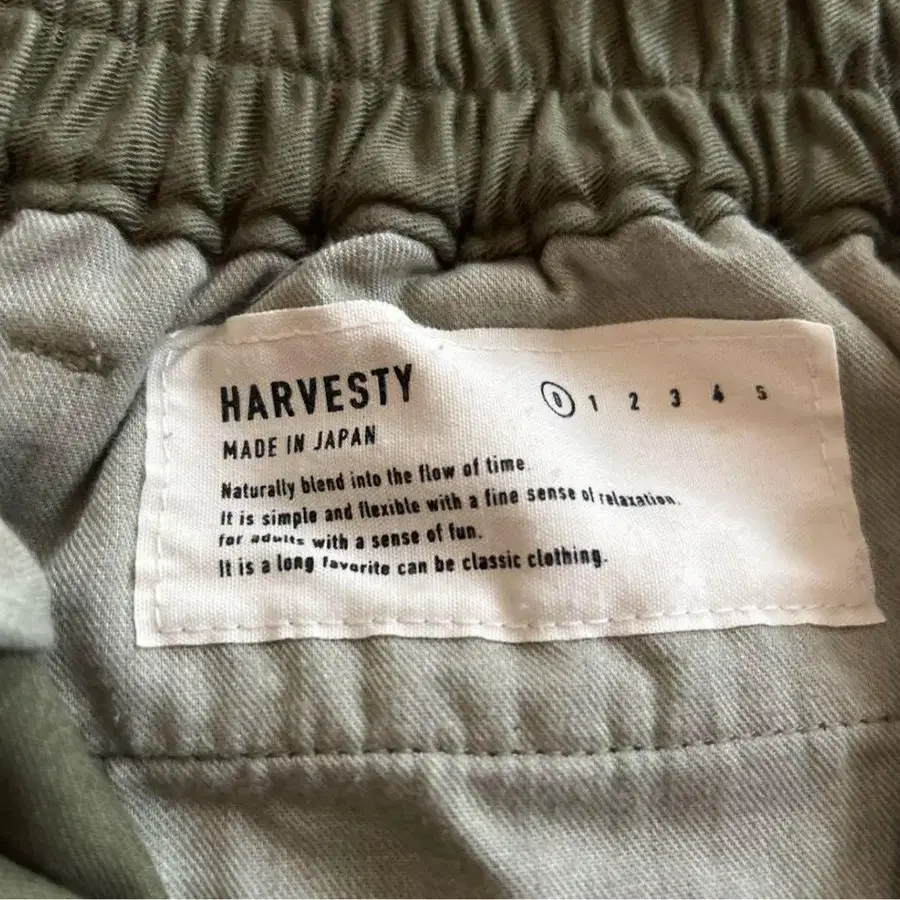 HARVESTY
0 1 2 3 4 5
MADE IN JAPAN
Naturally blend into the flow of time.
It is simple and flexible with a fine sense of relaxation.
for adults with a sense of fun.
It is a long favorite can be classic clothing.